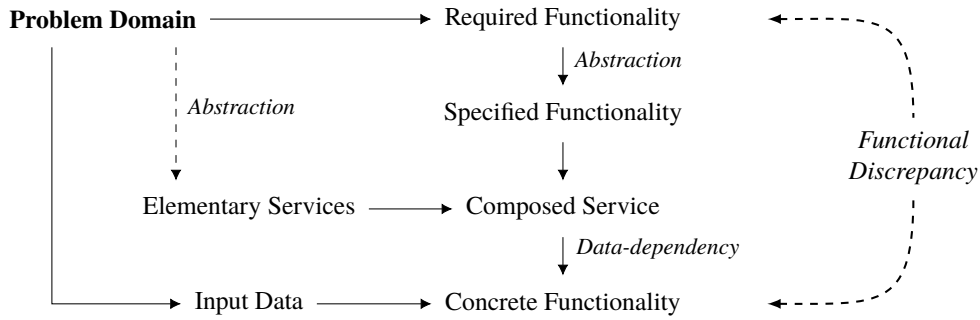 Problem Domain
Required Functionality
Abstraction
Abstraction
Specified Functionality
Functional
Discrepancy
Elementary Services
Composed Service
Data-dependency
Input Data
Concrete Functionality